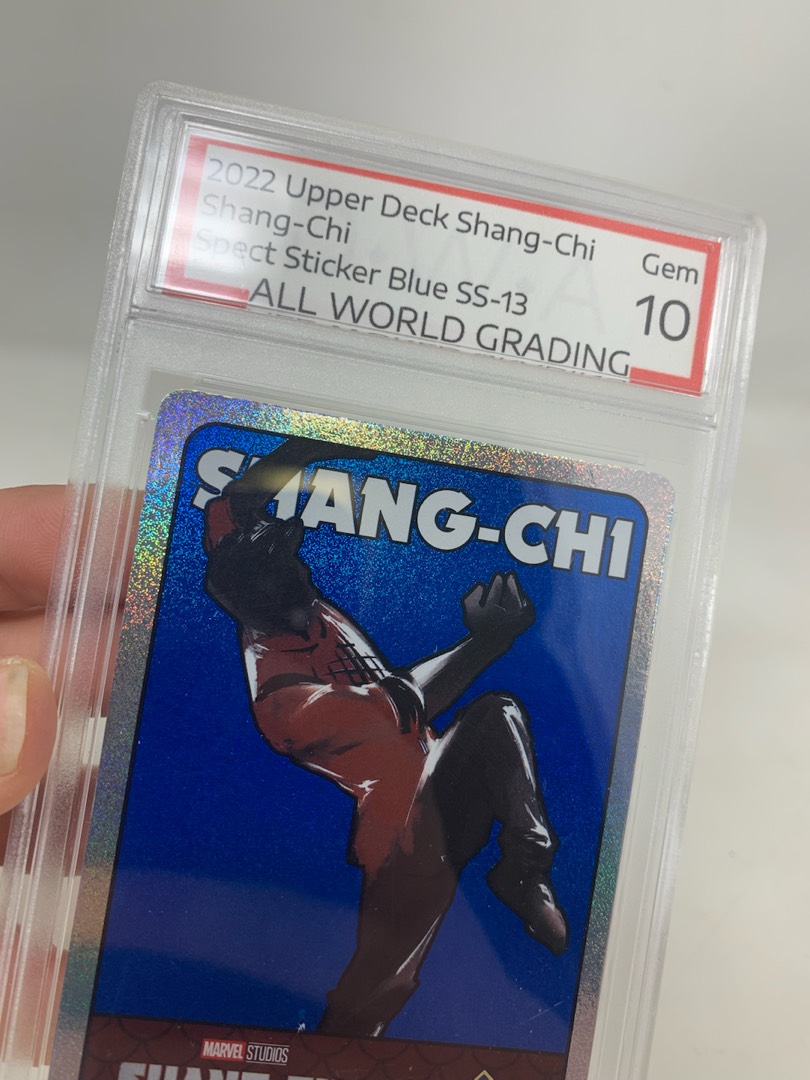 2022 Upper Deck Shang-Chi
Shang-Chi
Spect Sticker Blue SS-13
Gem
10
ALL WORLD GRADING
SHANG-CHI
MARVEL STUDIOS